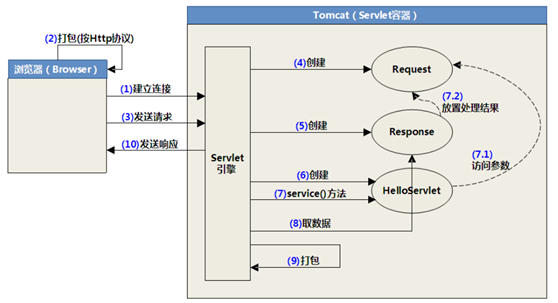 Tomcat（Servlet容器）
(2)打包(按Http协议)
浏览器（Browser）
(1)建立连接
(3)发送请求
(10)发送响应
Servlet
引擎
(4)创建
Request
(7.2)
放置处理结果
(5)创建
Response
(7.1)
访问参数
(6)创建
(7)service()方法
HelloServlet
(8)取数据
(9)打包